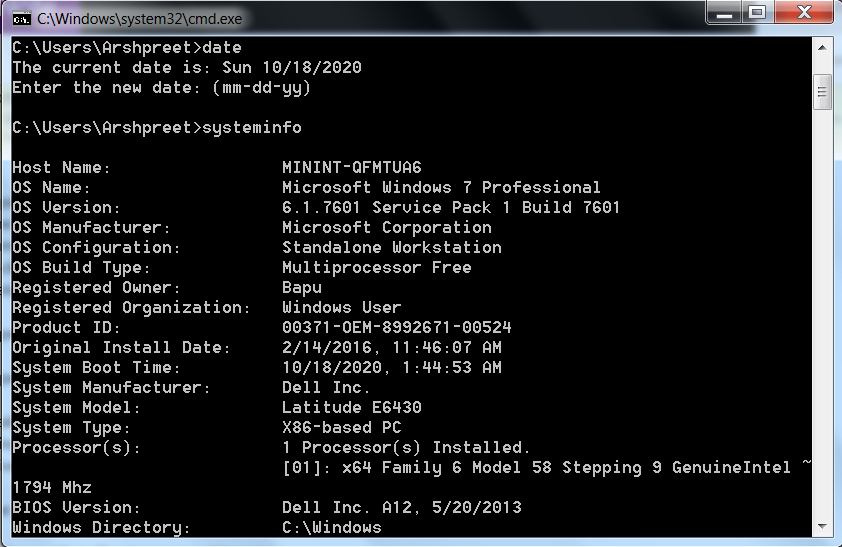 C:\Windows\system32\cmd.exe
C:\Users\Arshpreet>date
The current date is: Sun 10/18/2020
Enter the new date: (mm-dd-yy)
C:\Users\Arshpreet>systeminfo
Host Name:                 MININT-QFMTUA6
OS Name:                   Microsoft Windows 7 Professional
OS Version:                6.1.7601 Service Pack 1 Build 7601
OS Manufacturer:           Microsoft Corporation
OS Configuration:          Standalone Workstation
OS Build Type:             Multiprocessor Free
Registered Owner:          Bapu
Registered Organization:   Windows User
Product ID:                00371-OEM-8992671-00524
Original Install Date:     2/14/2016, 11:46:07 AM
System Boot Time:          10/18/2020, 1:44:53 AM
System Manufacturer:       Dell Inc.
System Model:              Latitude E6430
System Type:               X86-based PC
Processor(s):              1 Processor(s) Installed.
                           [01]: x64 Family 6 Model 58 Stepping 9 GenuineIntel ~
1794 Mhz
BIOS Version:              Dell Inc. A12, 5/20/2013
Windows Directory:         C:\Windows